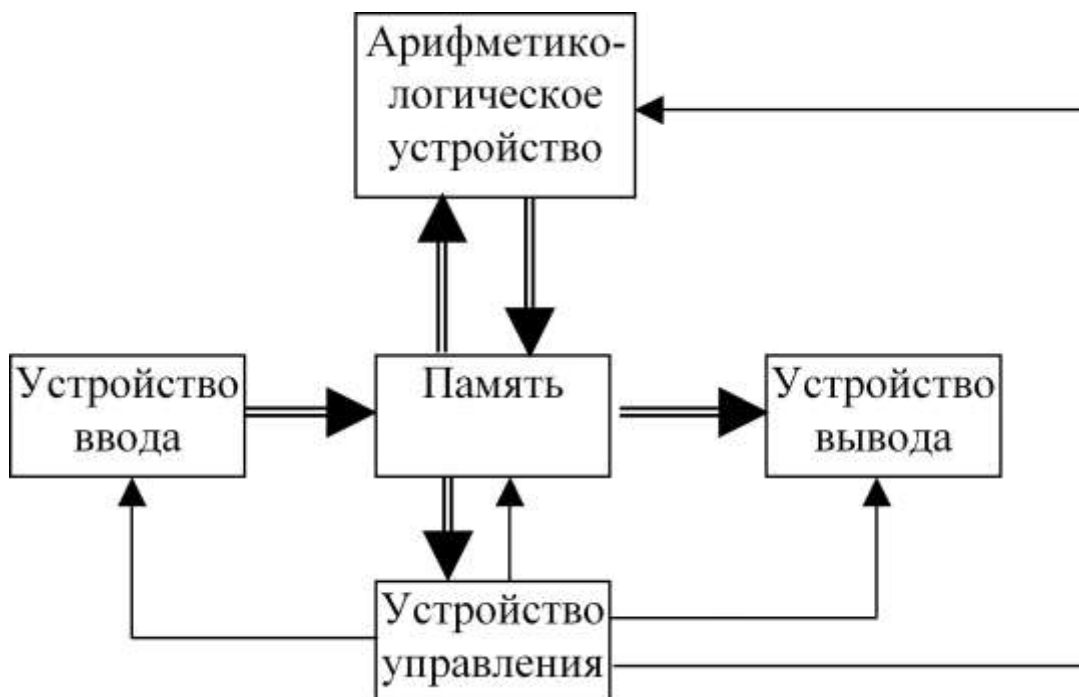 Арифметико-
логическое
устройство
Устройство
ввода
Память
Устройство
вывода
Устройство
управления